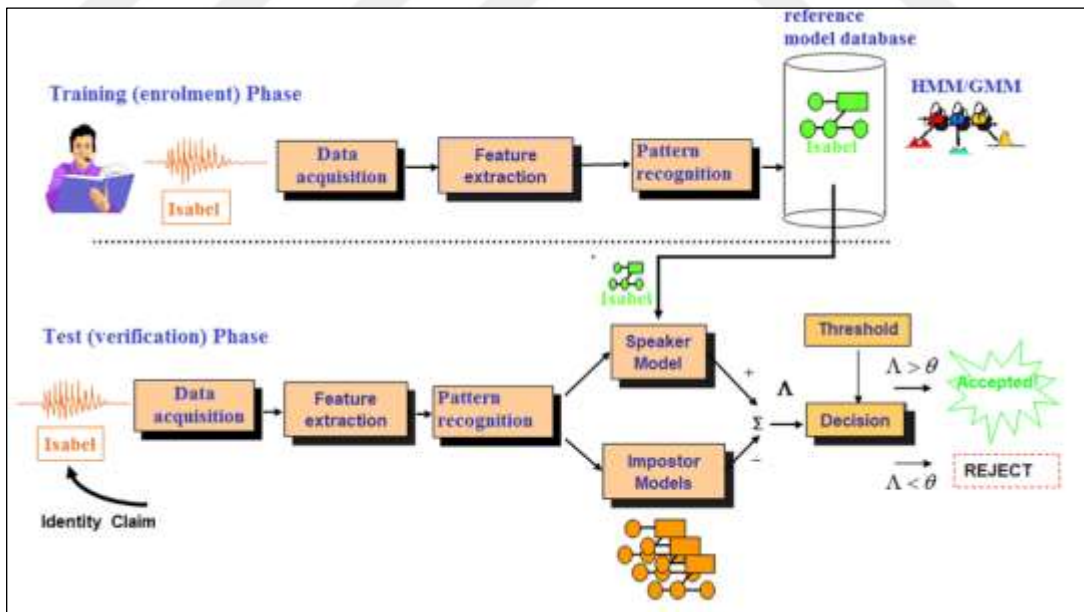 reference
model database
Training (enrolment) Phase
HMM/GMM
Isabel
Data
acquisition
Feature
extraction
Pattern
recognition
Isabel
Isabel
Test (verification) Phase
Speaker
Model
Threshold
Λ > θ
Accepted
+
Λ
Isabel
Data
acquisition
Feature
extraction
Pattern
recognition
Σ
Decision
−
Impostor
Models
Λ < θ
REJECT
Identity Claim